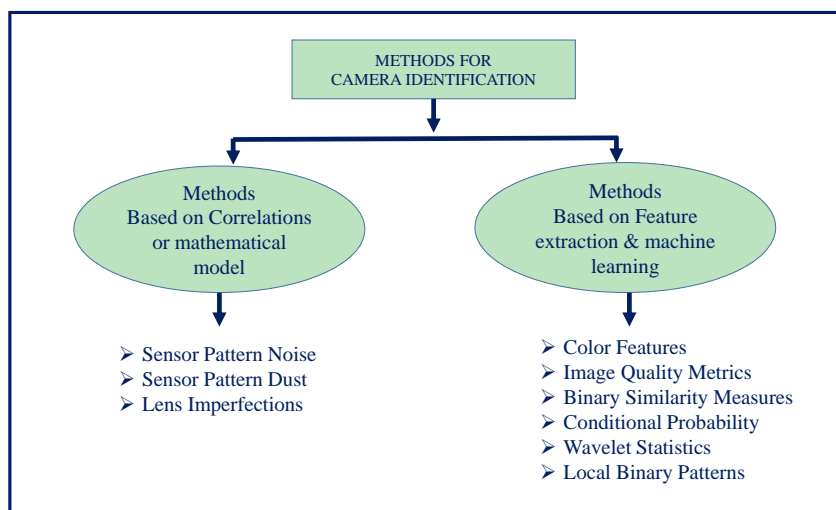 METHODS FOR
CAMERA IDENTIFICATION
Methods
Based on Correlations
or mathematical
model
Methods
Based on Feature
extraction & machine
learning
➢ Sensor Pattern Noise
➢ Sensor Pattern Dust
➢ Lens Imperfections
➢ Color Features
➢ Image Quality Metrics
➢ Binary Similarity Measures
➢ Conditional Probability
➢ Wavelet Statistics
➢ Local Binary Patterns